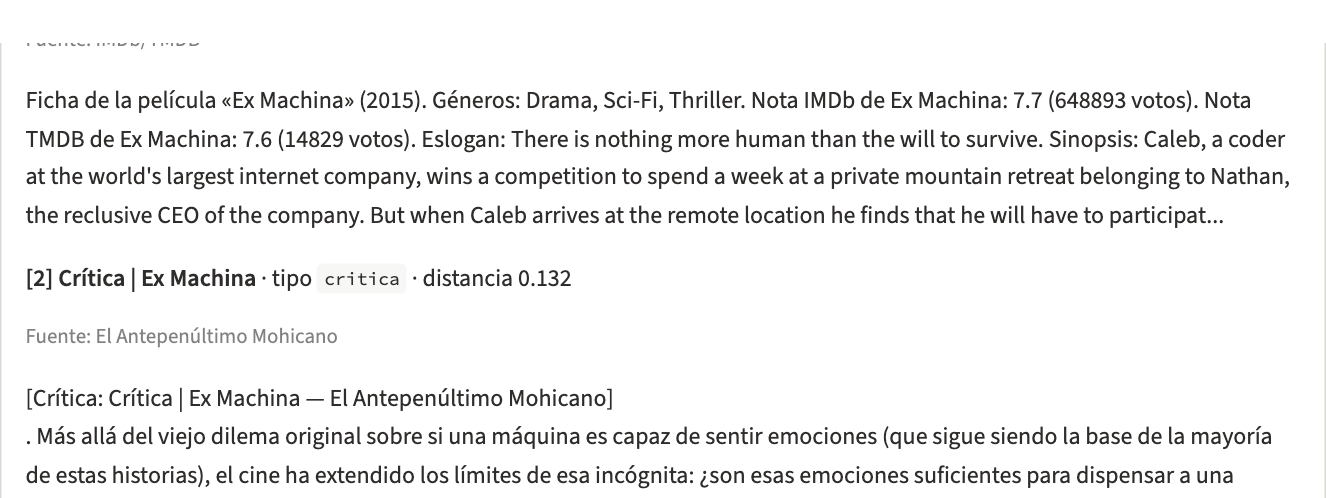 Fuente: IMDb/TMDB
Ficha de la película «Ex Machina» (2015). Géneros: Drama, Sci-Fi, Thriller. Nota IMDb de Ex Machina: 7.7 (648893 votos). Nota
TMDB de Ex Machina: 7.6 (14829 votos). Eslogan: There is nothing more human than the will to survive. Sinopsis: Caleb, a coder
at the world's largest internet company, wins a competition to spend a week at a private mountain retreat belonging to Nathan,
the reclusive CEO of the company. But when Caleb arrives at the remote location he finds that he will have to participat...
[2] Crítica | Ex Machina · tipo critica · distancia 0.132
Fuente: El Antepenúltimo Mohicano
[Crítica: Crítica | Ex Machina — El Antepenúltimo Mohicano]
. Más allá del viejo dilema original sobre si una máquina es capaz de sentir emociones (que sigue siendo la base de la mayoría
de estas historias), el cine ha extendido los límites de esa incógnita: ¿son esas emociones suficientes para dispensar a una